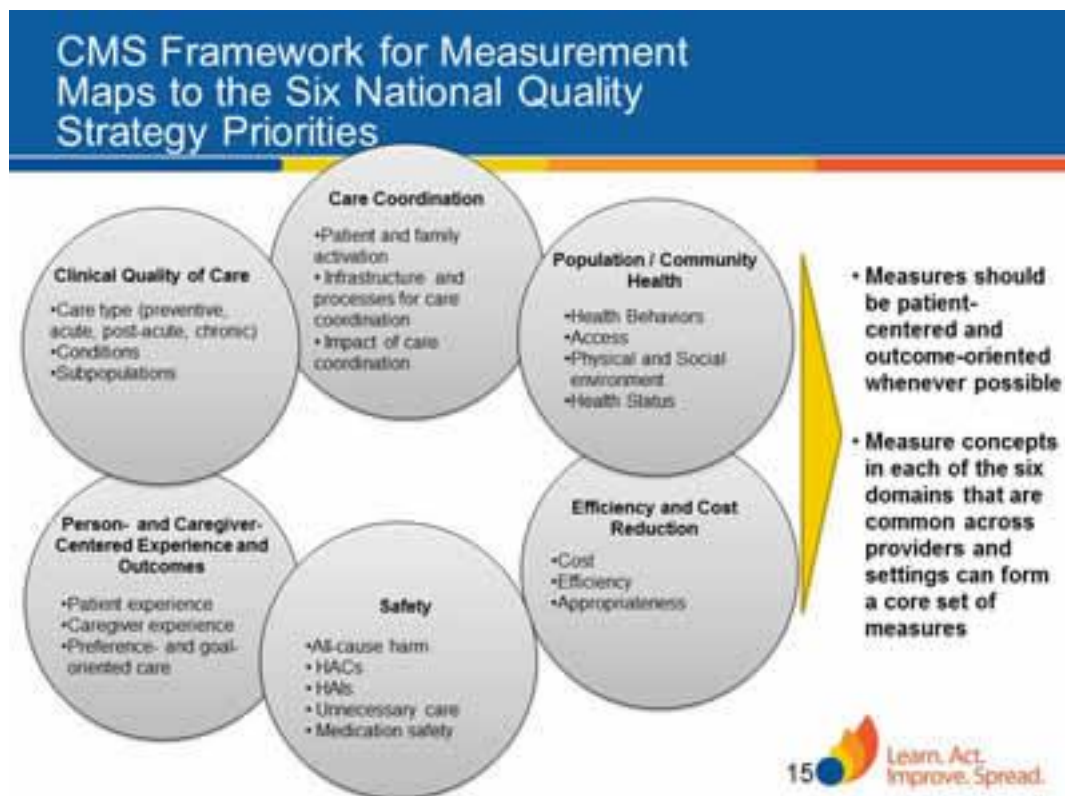 CMS Framework for Measurement
Maps to the Six National Quality
Strategy Priorities
Care Coordination
•Patient and family
activation
•Infrastructure and
processes for care
coordination
•Impact of care
coordination
Clinical Quality of Care
•Care type (preventive,
acute, post-acute, chronic)
•Conditions
•Subpopulations
Population / Community
Health
•Health Behaviors
•Access
•Physical and Social
environment
•Health Status
Person- and Caregiver-
Centered Experience and
Outcomes
•Patient experience
•Caregiver experience
•Preference- and goal-
oriented care
Safety
•All-cause harm
• HACs
• HAIs
• Unnecessary care
• Medication safety
Efficiency and Cost
Reduction
•Cost
•Efficiency
•Appropriateness
• Measures should
be patient-
centered and
outcome-oriented
whenever possible
• Measure concepts
in each of the six
domains that are
common across
providers and
settings can form
a core set of
measures
15
Learn. Act.
Improve. Spread.